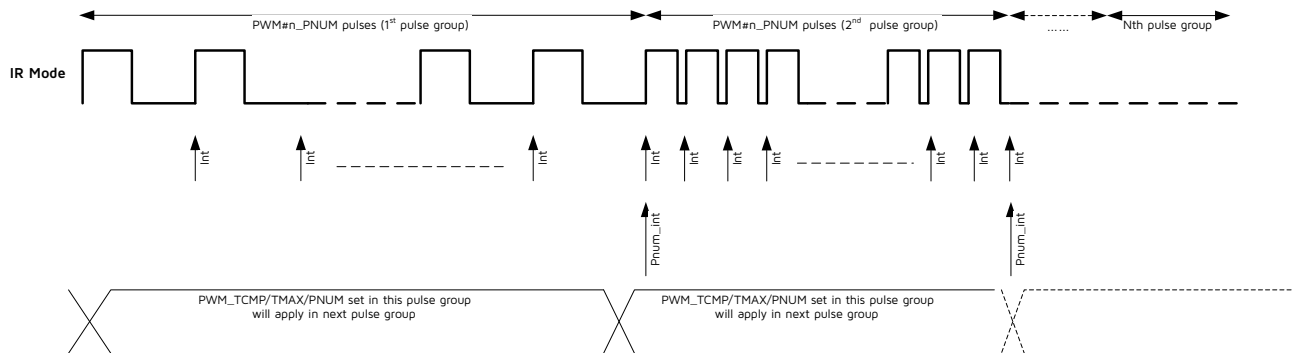 PWM#n_PNUM pulses (1st pulse group)
PWM#n_PNUM pulses (2nd pulse group)
……
Nth pulse group
IR Mode
Int
Int
Int
Int
Int
Int
Int
Int
Int
Int
Pnum_int
Pnum_int
PWM_TCMP/TMAX/PNUM set in this pulse group
will apply in next pulse group
PWM_TCMP/TMAX/PNUM set in this pulse group
will apply in next pulse group